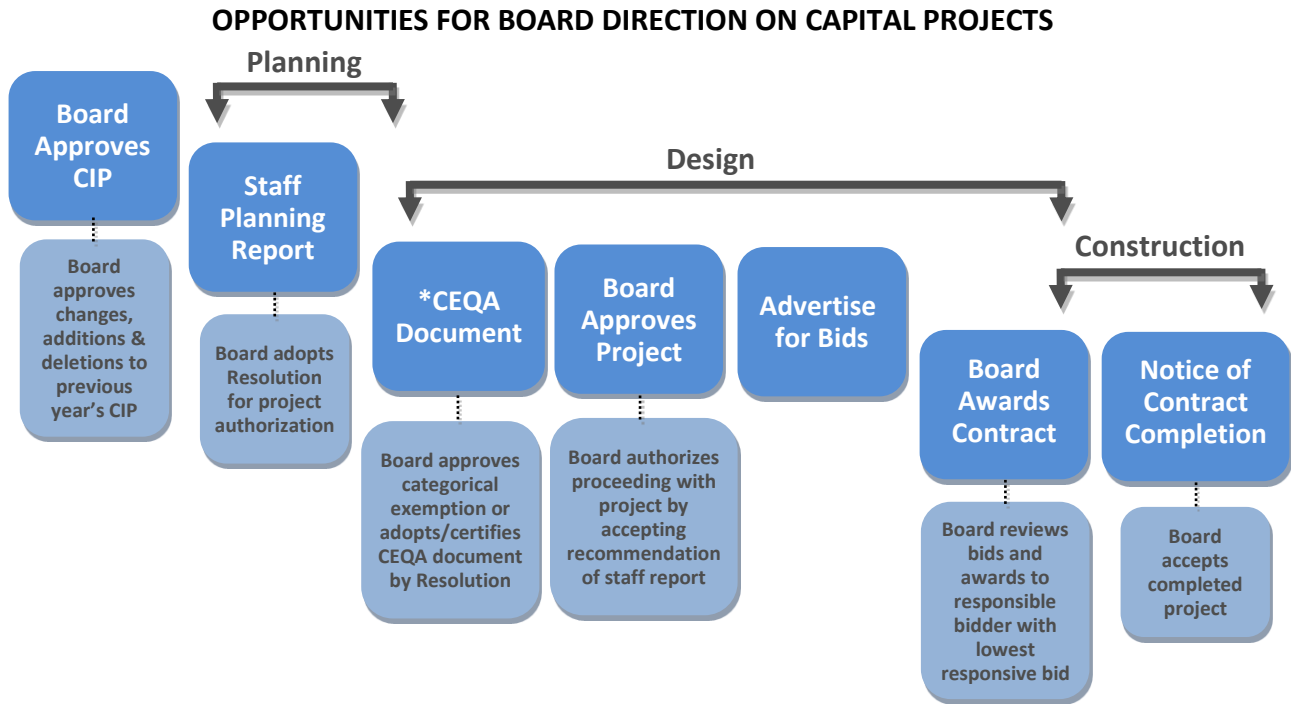 OPPORTUNITIES FOR BOARD DIRECTION ON CAPITAL PROJECTS
Planning
Design
Construction
Board
Approves
CIP
Board
approves
changes,
additions &
deletions to
previous
year's CIP
Staff
Planning
Report
Board adopts
Resolution
for project
authorization
*CEQA
Document
Board approves
categorical
exemption or
adopts/certifies
CEQA document
by Resolution
Board
Approves
Project
Board authorizes
proceeding with
project by
accepting
recommendation
of staff report
Advertise
for Bids
Board
Awards
Contract
Board reviews
bids and
awards to
responsible
bidder with
lowest
responsive bid
Notice of
Contract
Completion
Board
accepts
completed
project